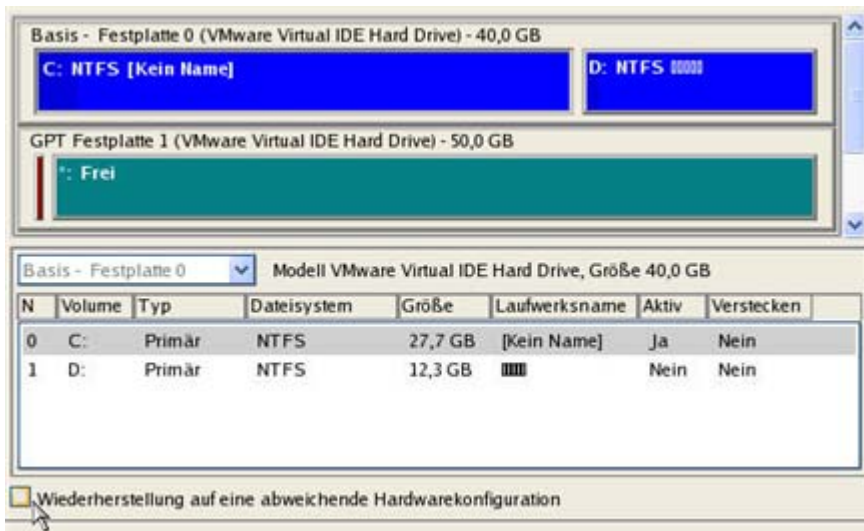 Basis - Festplatte 0 (VMware Virtual IDE Hard Drive) - 40,0 GB
C: NTFS [Kein Name]
D: NTFS
GPT Festplatte 1 (VMware Virtual IDE Hard Drive) - 50,0 GB
*: Frei
Basis - Festplatte 0 Modell VMware Virtual IDE Hard Drive, Größe 40,0 GB
N Volume Typ Dateisystem Größe Laufwerksname Aktiv Verstecken
0 C: Primär NTFS 27,7 GB [Kein Name] Ja Nein
1 D: Primär NTFS 12,3 GB Nein Nein
Wiederherstellung auf eine abweichende Hardwarekonfiguration